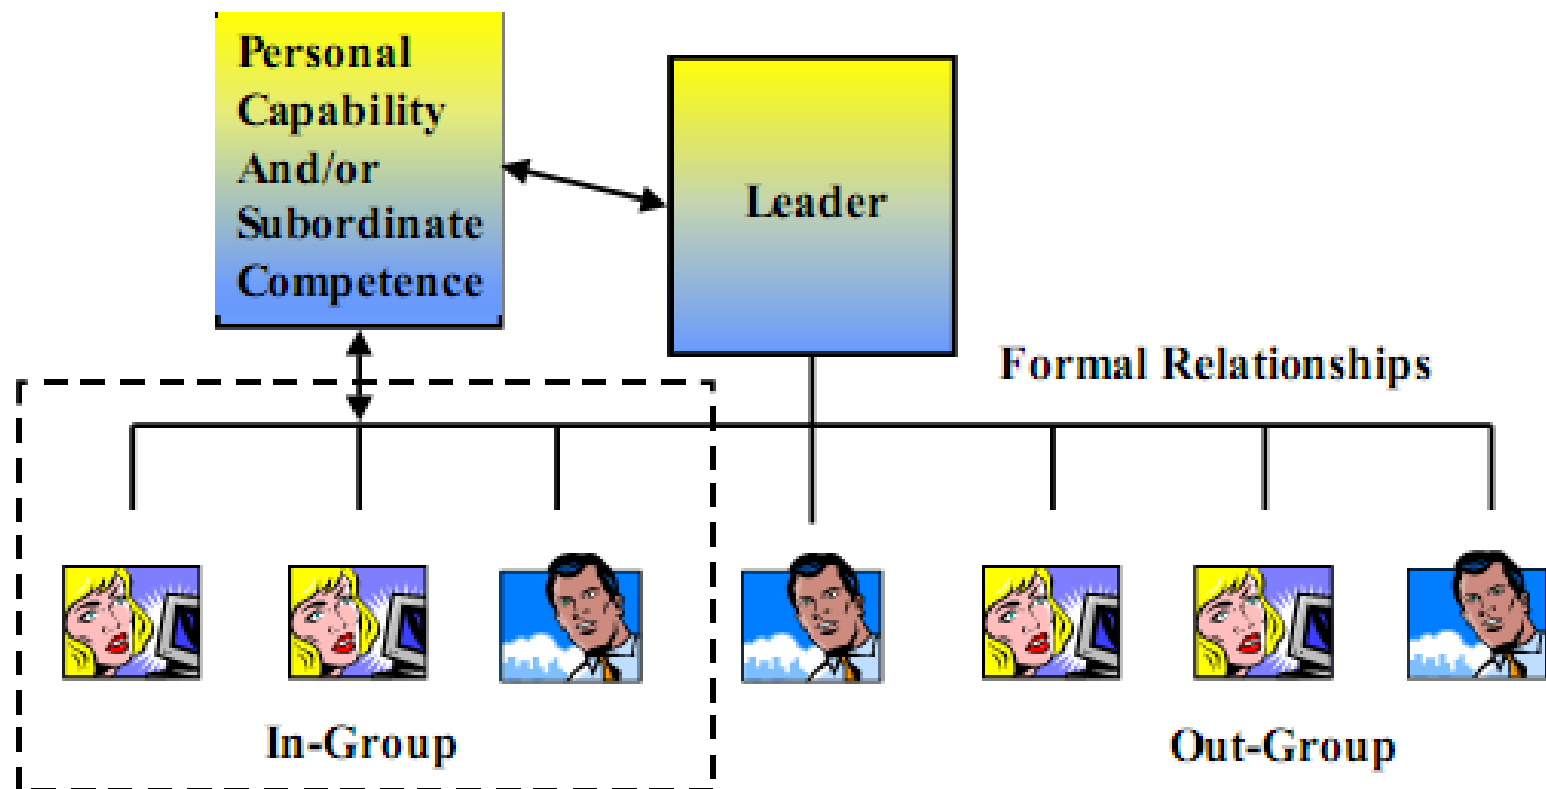 Personal
Capability
And/or
Subordinate
Competence
Leader
Formal Relationships
In-Group
Out-Group